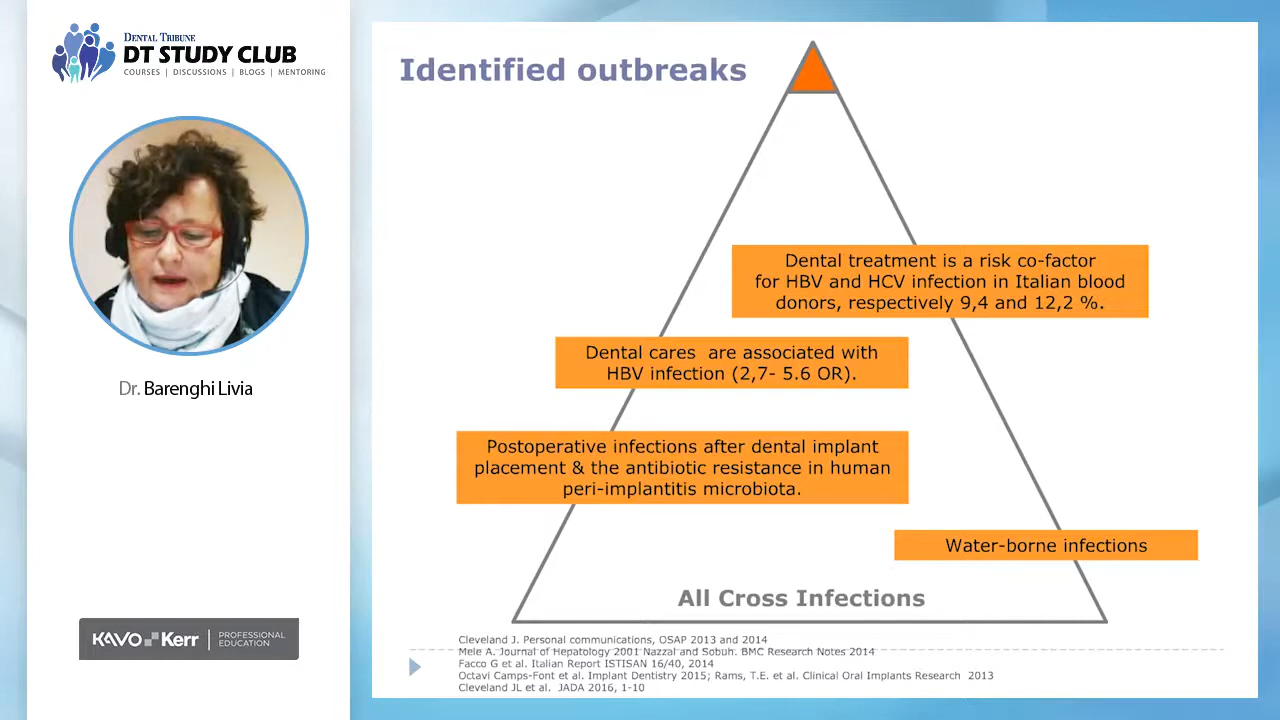 DENTAL TRIBUNE
DT STUDY CLUB
COURSES | DISCUSSIONS | BLOGS | MENTORING
Dr. Barenghi Livia
KAVO Kerr | PROFESSIONAL
EDUCATION
Identified outbreaks
Dental treatment is a risk co-factor
for HBV and HCV infection in Italian blood
donors, respectively 9,4 and 12,2 %.
Dental cares are associated with
HBV infection (2,7- 5.6 OR).
Postoperative infections after dental implant
placement & the antibiotic resistance in human
peri-implantitis microbiota.
Water-borne infections
All Cross Infections
Cleveland J. Personal communications, OSAP 2013 and 2014
Mele A. Journal of Hepatology 2001 Nazzal and Sobuh. BMC Research Notes 2014
Facco G et al. Italian Report ISTISAN 16/40, 2014
Octavi Camps-Font et al. Implant Dentistry 2015; Rams, T.E. et al. Clinical Oral Implants Research 2013
Cleveland JL et al. JADA 2016, 1-10